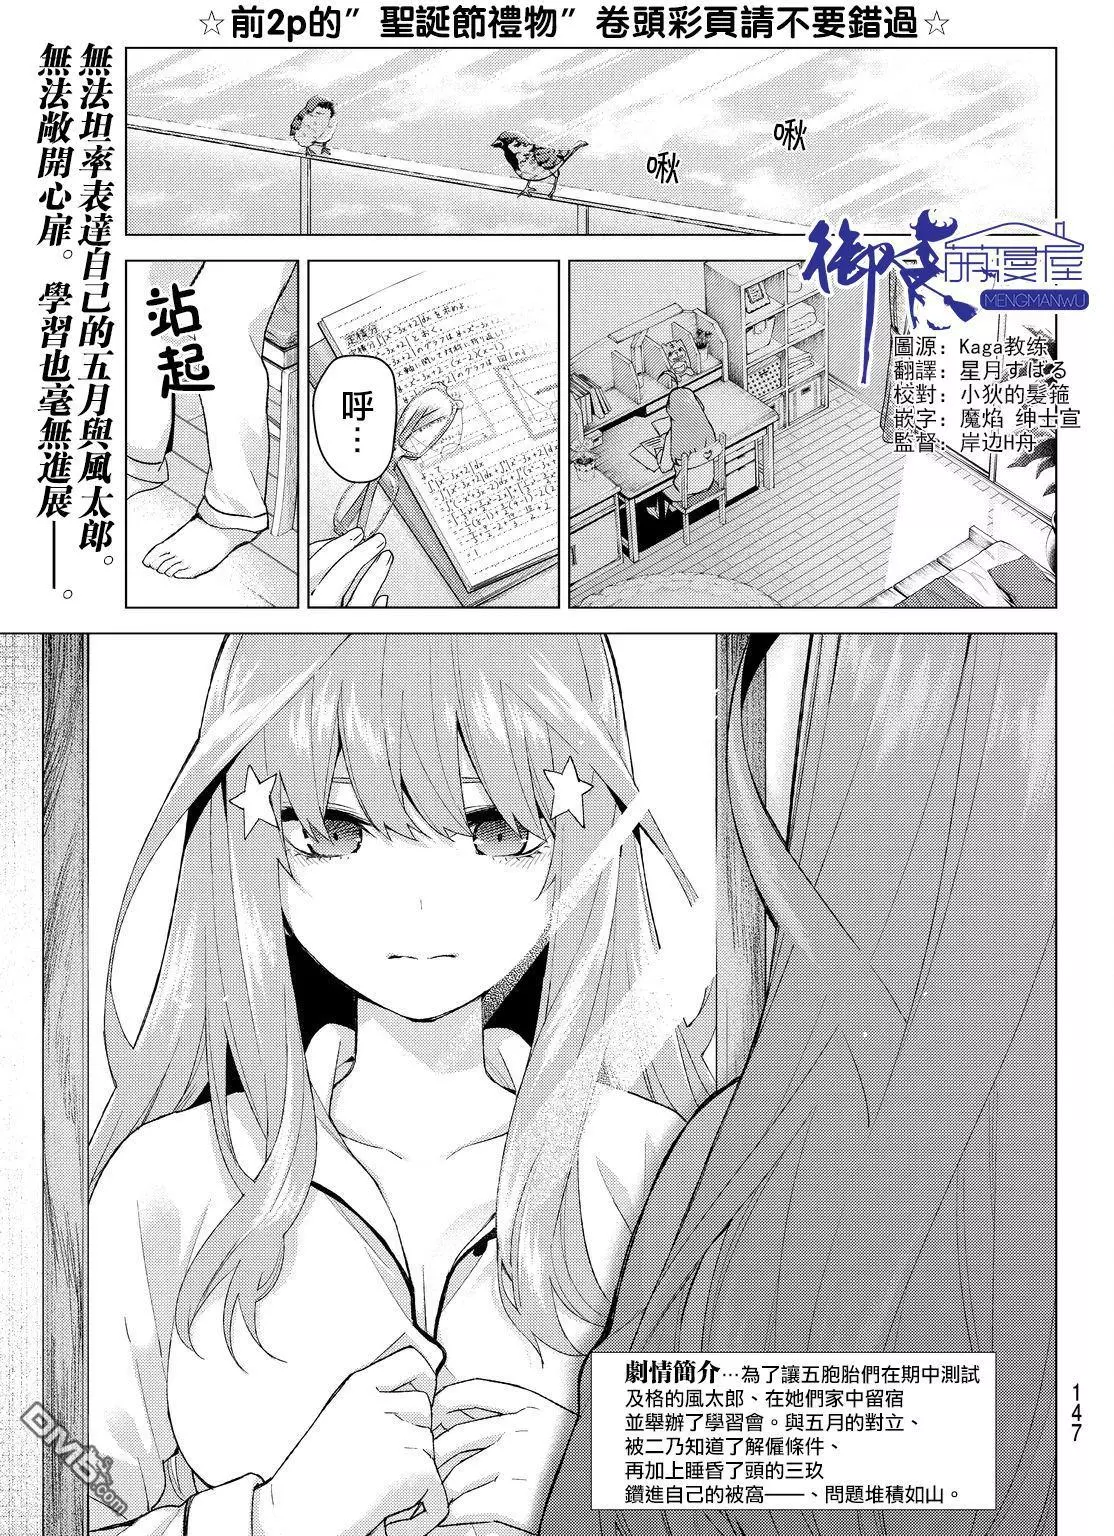 ☆前2p的”聖誕節禮物”卷頭彩頁請不要錯過☆
無法坦率表達自己的五月與風太郎。
無法敞開心扉。學習也毫無進展——。
啾
啾
御宅
萌漫屋
MENGMANWU
圖源：Kaga教练
翻譯：星月すばる
校對：小狄的髮箍
嵌字：魔焰 绅士宣
監督：岸边H舟
呼…
站起
劇情簡介…為了讓五胞胎們在期中測試
及格的風太郎、在她們家中留宿
並舉辦了學習會。與五月的對立、
被二乃知道了解僱條件、
再加上睡昏了頭的三玖
鑽進自己的被窩——、問題堆積如山。
147
DM5.com